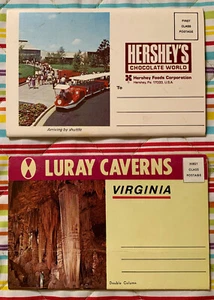 FIRST
CLASS
POSTAGE
HERSHEY'S
CHOCOLATE WORLD
Hershey Foods Corporation
Hershey, Pa. 17033, U.S.A.
To
Arriving by shuttle
LURAY CAVERNS
FIRST
CLASS
POSTAGE
VIRGINIA
Double Column